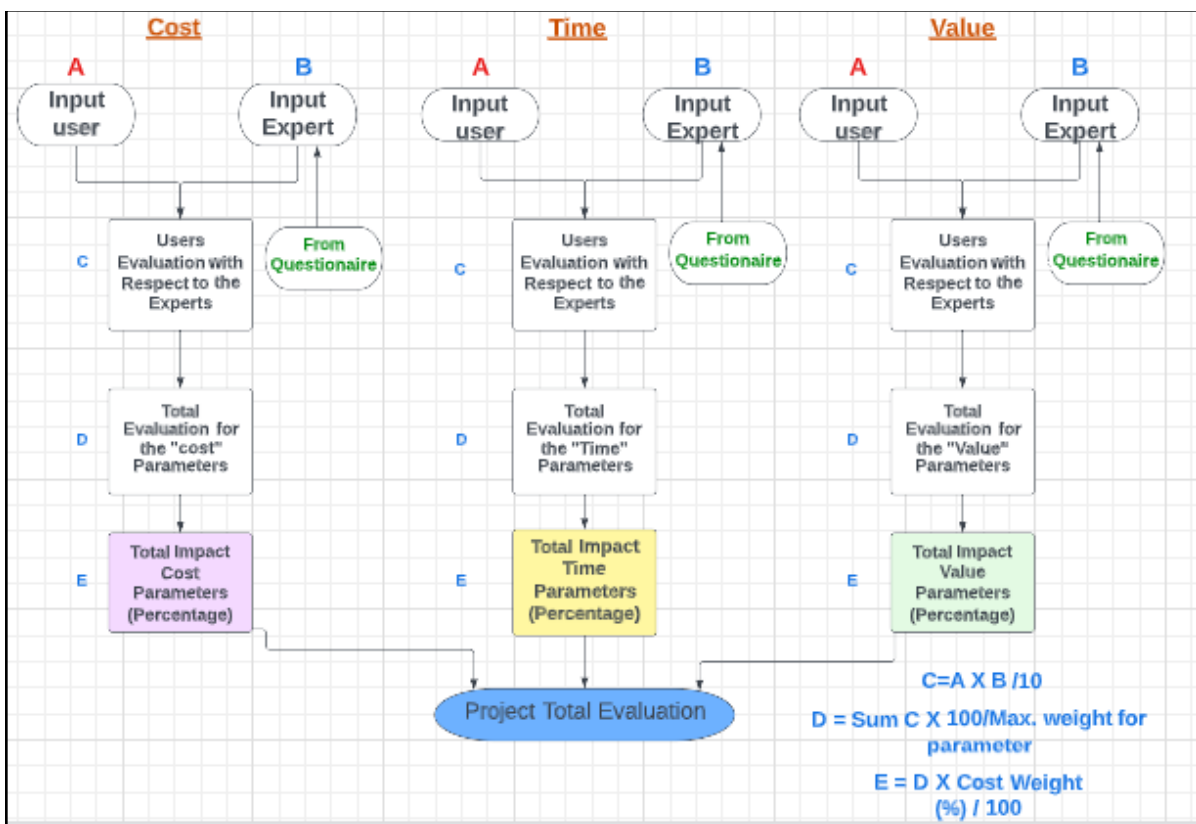 Cost
A
B
Input
user
Input
Expert
From
Questionaire
C
Users
Evaluation with
Respect to the
Experts
D
Total
Evaluation for
the "cost"
Parameters
E
Total Impact
Cost
Parameters
(Percentage)
Time
A
B
Input
user
Input
Expert
From
Questionaire
C
Users
Evaluation with
Respect to the
Experts
D
Total
Evaluation for
the "Time"
Parameters
E
Total Impact
Time
Parameters
(Percentage)
Value
A
B
Input
user
Input
Expert
From
Questionaire
C
Users
Evaluation with
Respect to the
Experts
D
Total
Evaluation for
the "Value"
Parameters
E
Total Impact
Value
Parameters
(Percentage)
Project Total Evaluation
C=A X B /10
D = Sum C X 100/Max. weight for
parameter
E = D X Cost Weight
(%) / 100